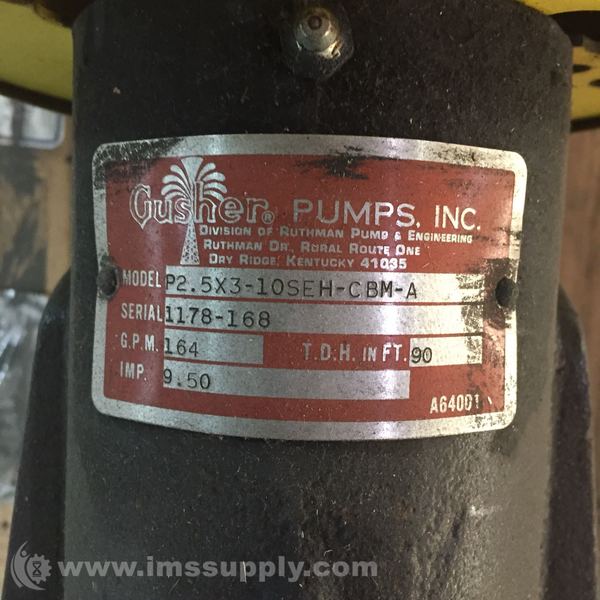 Gusher® PUMPS, INC.
DIVISION OF RUTHMAN PUMP & ENGINEERING
RUTHMAN DR., RURAL ROUTE ONE
DRY RIDGE, KENTUCKY 41035
MODEL P2.5X3-10SEH-CBM-A
SERIAL 1178-168
G.P.M. 164 T.D.H. IN FT. 90
IMP. 9.50
A64001
www.imssupply.com